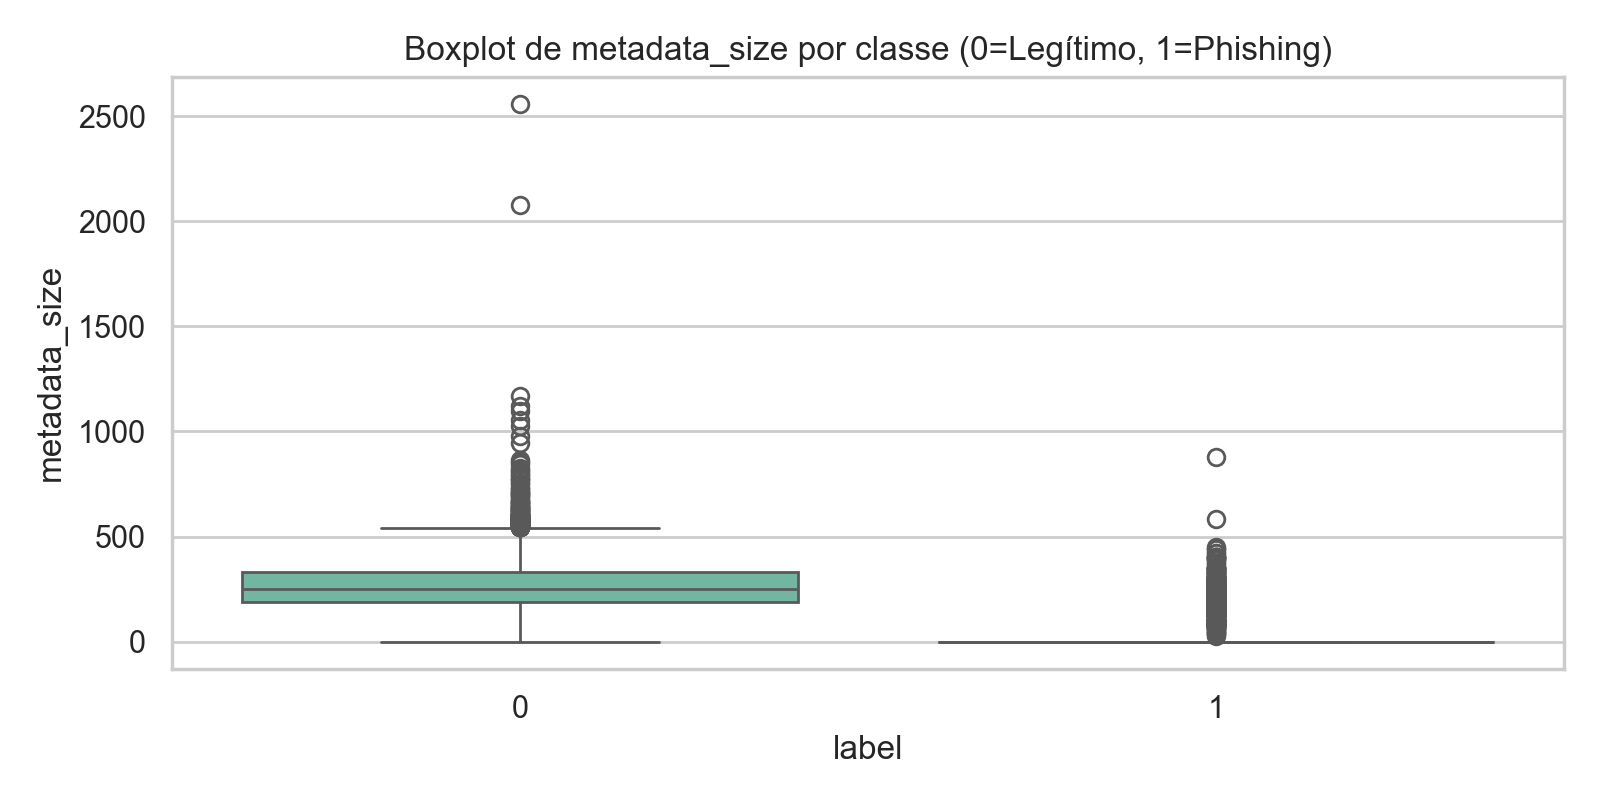 Boxplot de metadata_size por classe (0=Legítimo, 1=Phishing)
metadata_size
2500
2000
1500
1000
500
0
0
1
label